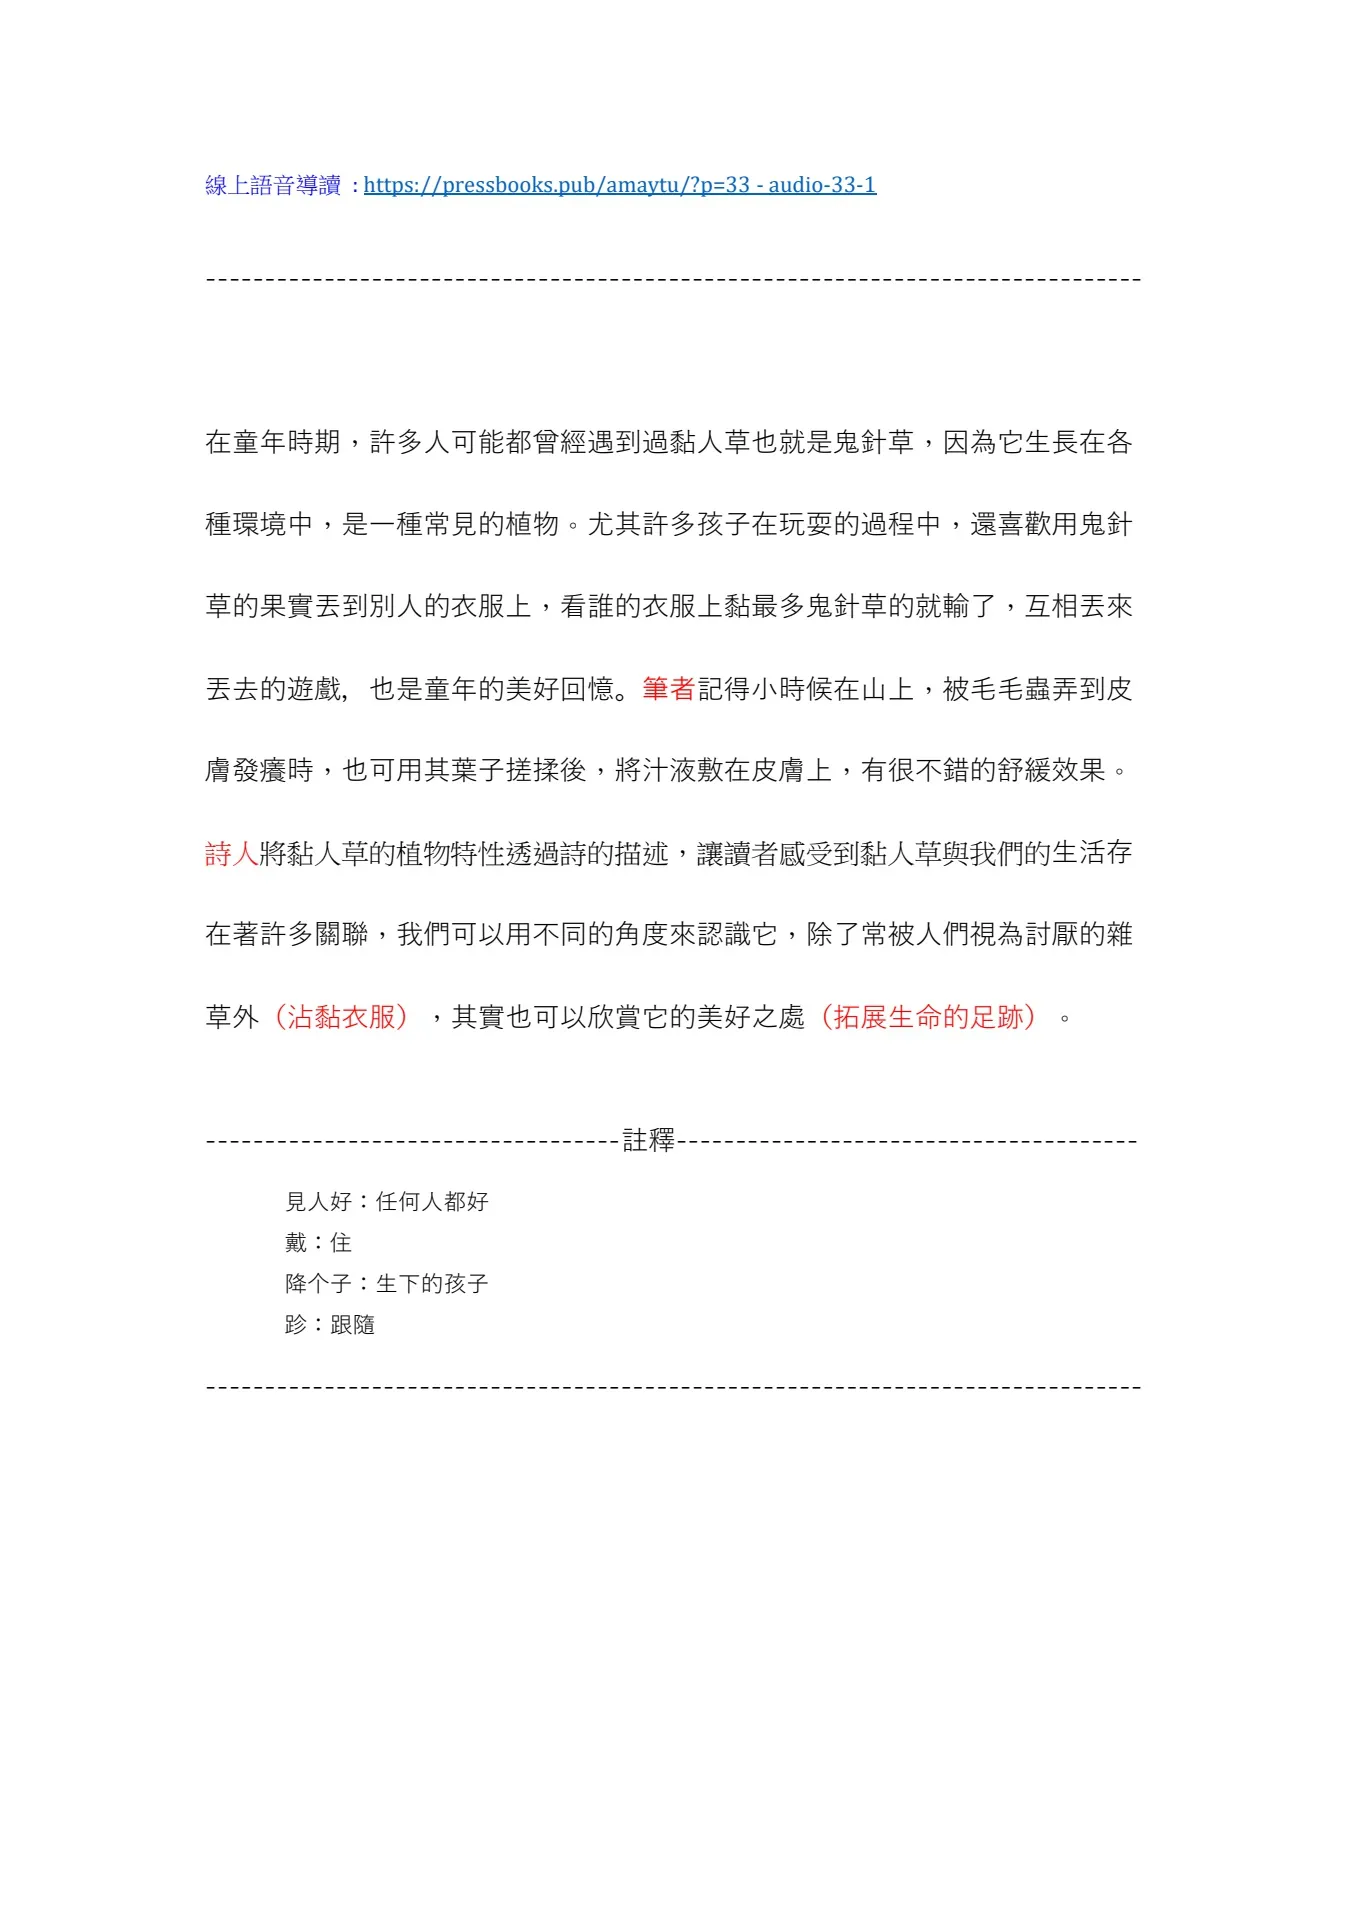 線上語音導讀 : https://pressbooks.pub/amaytu/?p=33 - audio-33-1
-------------------------------------------------------------------------------
在童年時期，許多人可能都曾經遇到過黏人草也就是鬼針草，因為它生長在各
種環境中，是一種常見的植物。尤其許多孩子在玩耍的過程中，還喜歡用鬼針
草的果實丟到別人的衣服上，看誰的衣服上黏最多鬼針草的就輸了，互相丟來
丟去的遊戲, 也是童年的美好回憶。筆者記得小時候在山上，被毛毛蟲弄到皮
膚發癢時，也可用其葉子搓揉後，將汁液敷在皮膚上，有很不錯的舒緩效果。
詩人將黏人草的植物特性透過詩的描述，讓讀者感受到黏人草與我們的生活存
在著許多關聯，我們可以用不同的角度來認識它，除了常被人們視為討厭的雜
草外（沾黏衣服），其實也可以欣賞它的美好之處（拓展生命的足跡）。
-----------------------------------註釋---------------------------------------
見人好：任何人都好
戴：住
降个子：生下的孩子
跈：跟隨
-------------------------------------------------------------------------------